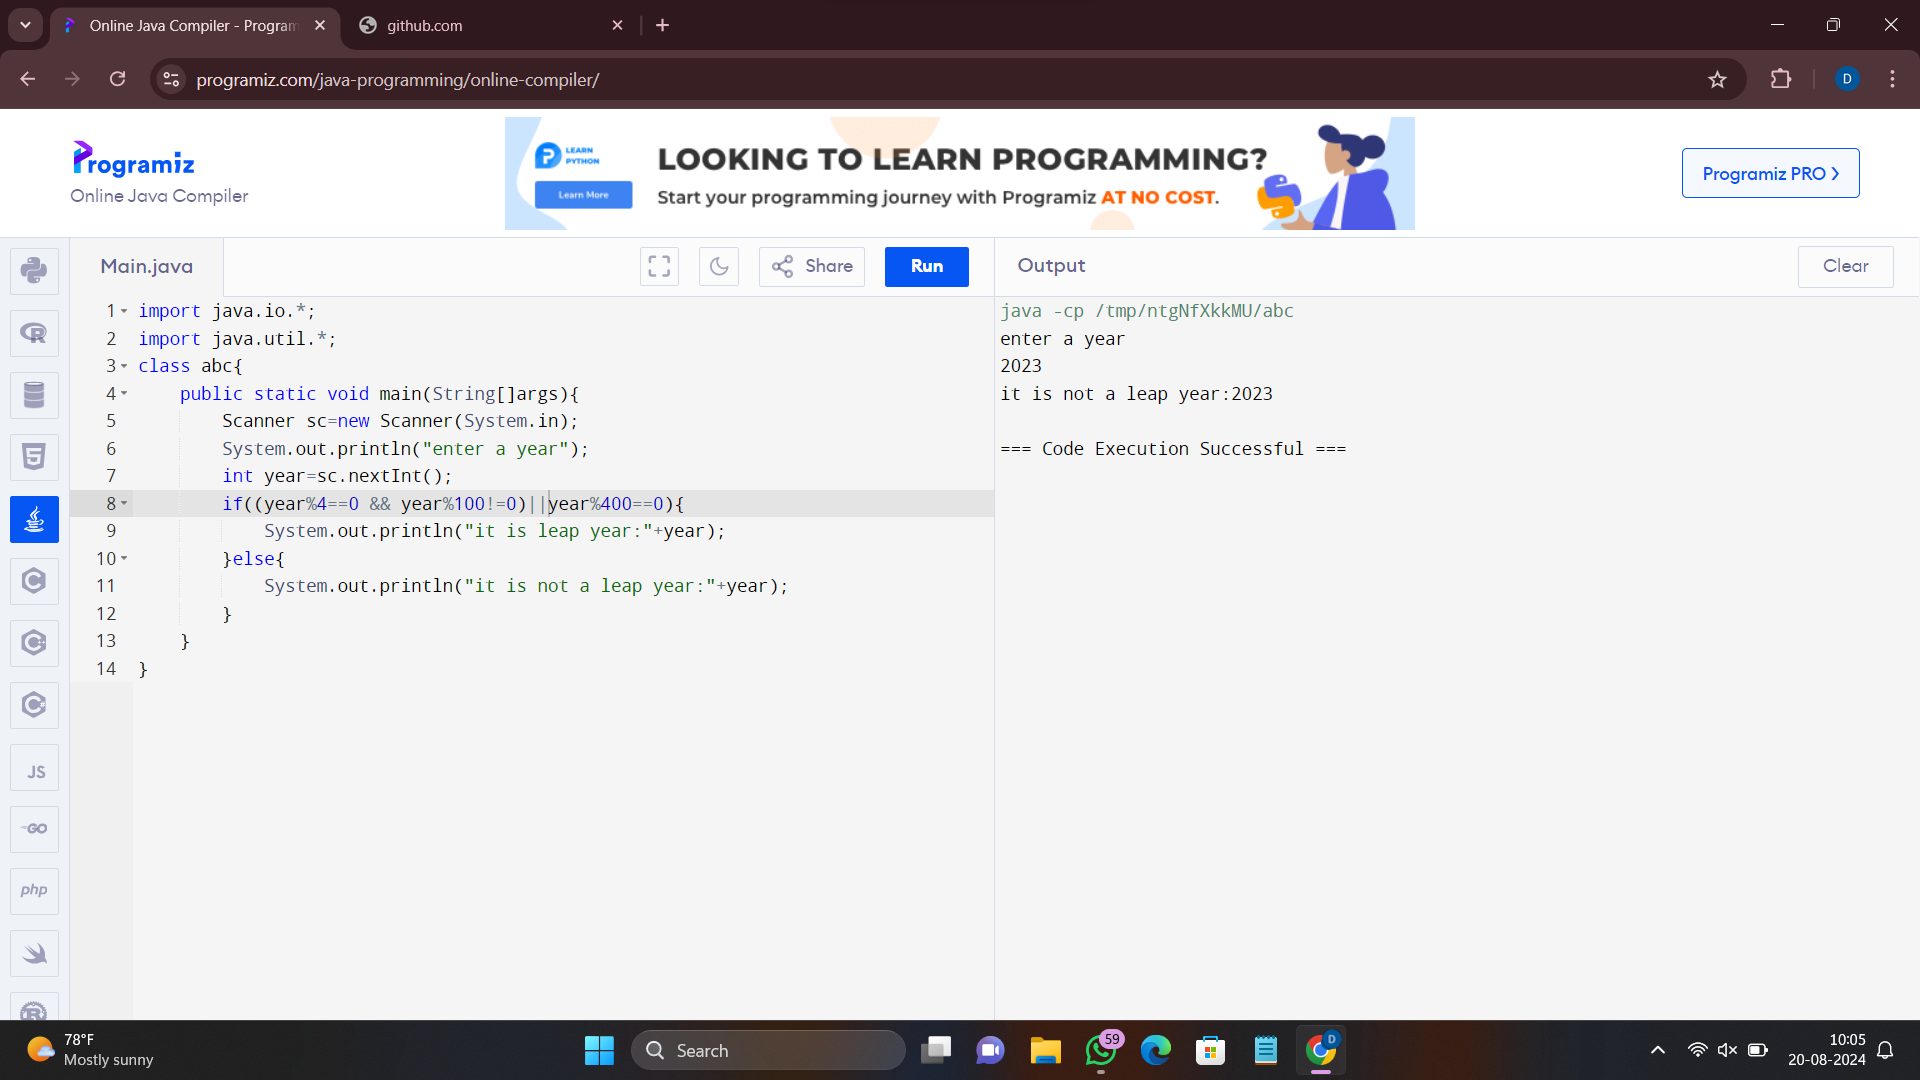 Online Java Compiler - Program
github.com
programiz.com/java-programming/online-compiler/
D
Programiz
Online Java Compiler
LEARN
PYTHON
Learn More
LOOKING TO LEARN PROGRAMMING?
Start your programming journey with Programiz AT NO COST.
Programiz PRO
Main.java
Share
Run
Output
Clear
1 import java.io.*;
2 import java.util.*;
3 class abc{
4 public static void main(String[]args){
5 Scanner sc=new Scanner(System.in);
6 System.out.println("enter a year");
7 int year=sc.nextInt();
8 if((year%4==0 && year%100!=0)||year%400==0){
9 System.out.println("it is leap year:"+year);
10 }else{
11 System.out.println("it is not a leap year:"+year);
12 }
13 }
14 }
java -cp /tmp/ntgNfXkkMU/abc
enter a year
2023
it is not a leap year:2023
=== Code Execution Successful ===
R
5
C
C
C
JS
GO
php
R
78°F
Mostly sunny
Search
59
D
10:05
20-08-2024